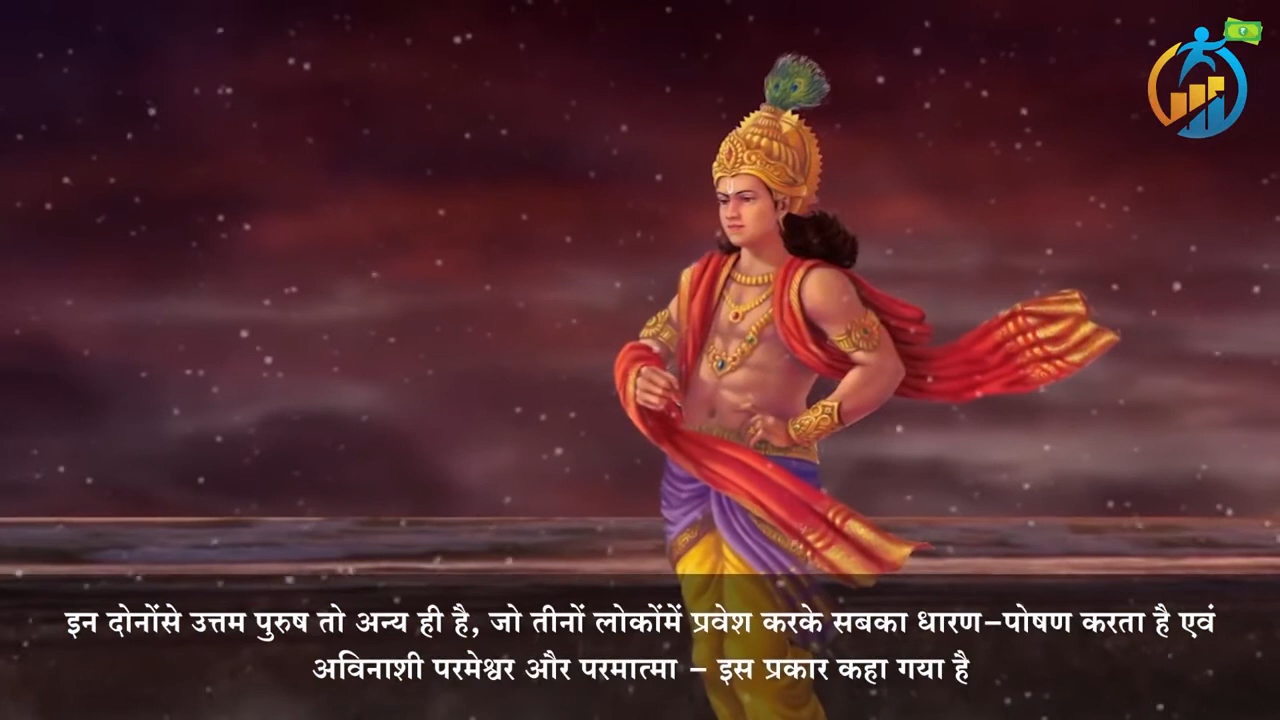 इन दोनोंसे उत्तम पुरुष तो अन्य ही है, जो तीनों लोकोंमें प्रवेश करके सबका धारण–पोषण करता है एवं
अविनाशी परमेश्वर और परमात्मा – इस प्रकार कहा गया है